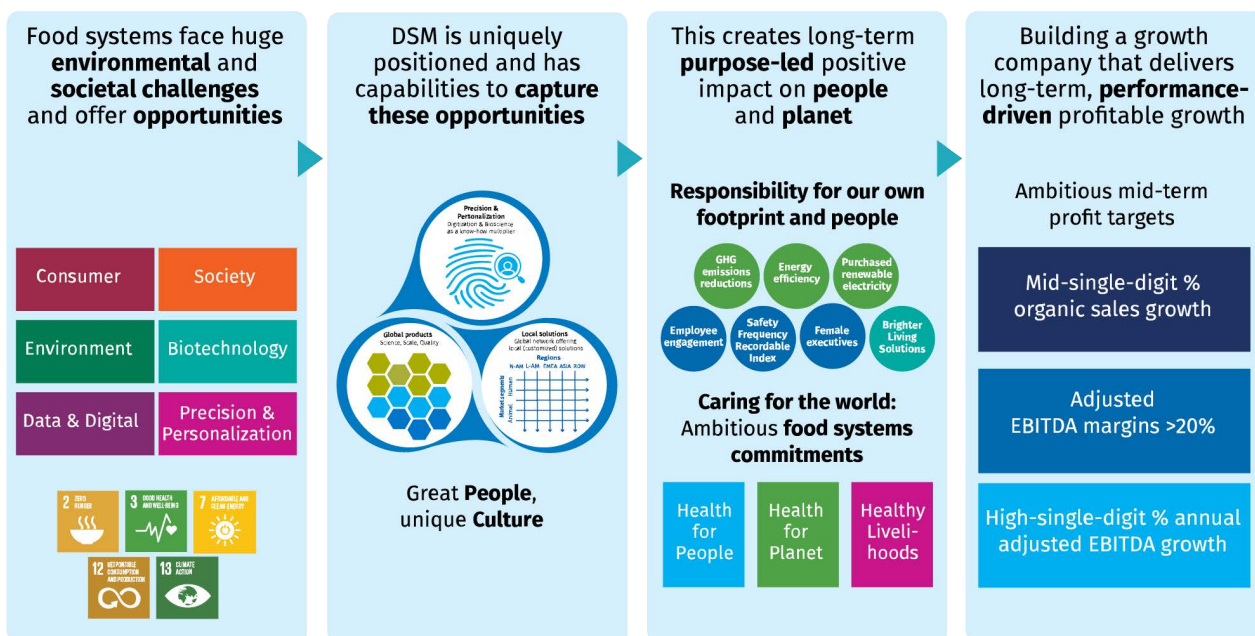 Food systems face huge
environmental and
societal challenges
and offer opportunities
Consumer
Society
Environment
Biotechnology
Data & Digital
Precision &
Personalization
2 ZERO
HUNGER
3 GOOD HEALTH
AND WELL-BEING
7 AFFORDABLE AND
CLEAN ENERGY
12 RESPONSIBLE
CONSUMPTION
AND PRODUCTION
13 CLIMATE
ACTION
DSM is uniquely
positioned and has
capabilities to capture
these opportunities
Precision &
Personalization
Digitization & Bioscience
as a know-how multiplier
Global products
Science, Scale, Quality
Local solutions
Global network offering
local (customized) solutions
Regions
N-AM L-AM EMEA ASIA ROW
Market segments
Human
Animal
Great People,
unique Culture
This creates long-term
purpose-led positive
impact on people
and planet
Responsibility for our own
footprint and people
GHG
emissions
reductions
Energy
efficiency
Purchased
renewable
electricity
Employee
engagement
Safety
Frequency
Recordable
Index
Female
executives
Brighter
Living
Solutions
Caring for the world:
Ambitious food systems
commitments
Health
for
People
Health
for
Planet
Healthy
Liveli-
hoods
Building a growth
company that delivers
long-term, performance-
driven profitable growth
Ambitious mid-term
profit targets
Mid-single-digit %
organic sales growth
Adjusted
EBITDA margins >20%
High-single-digit % annual
adjusted EBITDA growth